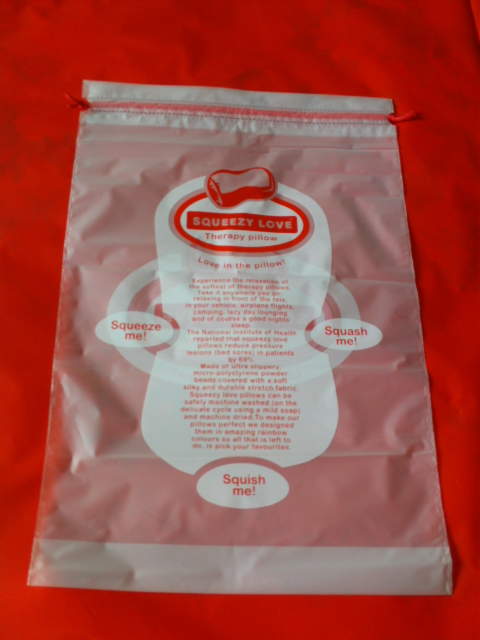 SQUEEZY LOVE
Therapy pillow
Love in the pillow!
Experience the relaxation of
the softest of therapy pillows.
Take it anywhere you go
relaxing in front of the tele,
in your vehicle, airplane flights,
camping, lazy day lounging
and of course a good nights
sleep.
The National Institute of Health
reported that squeezy love
pillows reduce pressure
lesions (bed sores) in patients
by 69%.
Made of ultra slippery,
micro-polystyrene powder
beads covered with a soft
silky and durable stretch fabric.
Squeezy love pillows can be
safely machine washed (on the
delicate cycle using a mild soap)
and machine dried. To make our
pillows perfect we designed
them in amazing rainbow
colours so all that is left to
do, is pick your favourites.
Squeeze
me!
Squash
me!
Squish
me!